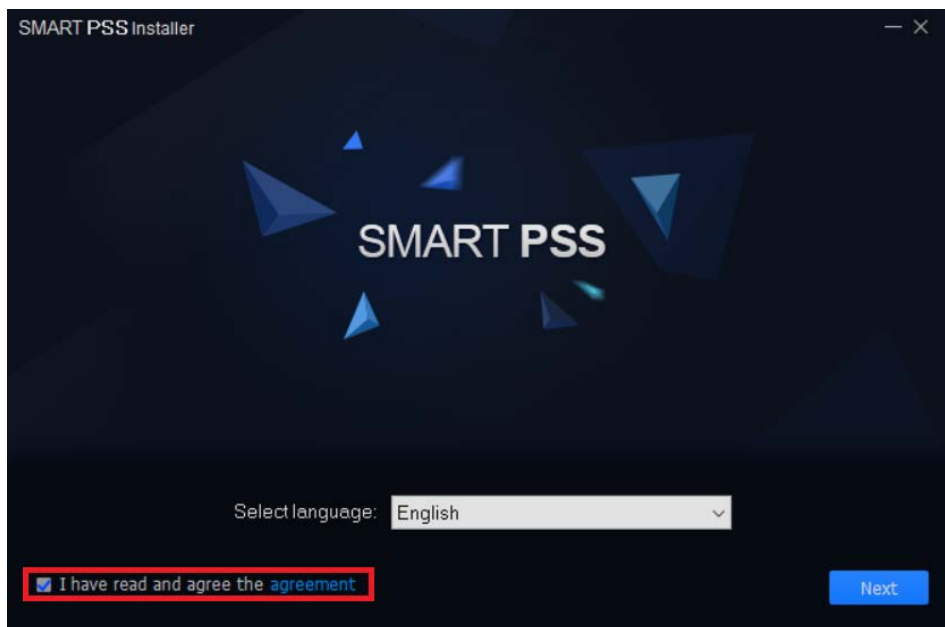 SMART PSS Installer
SMART PSS
Select language: English
I have read and agree the agreement
Next